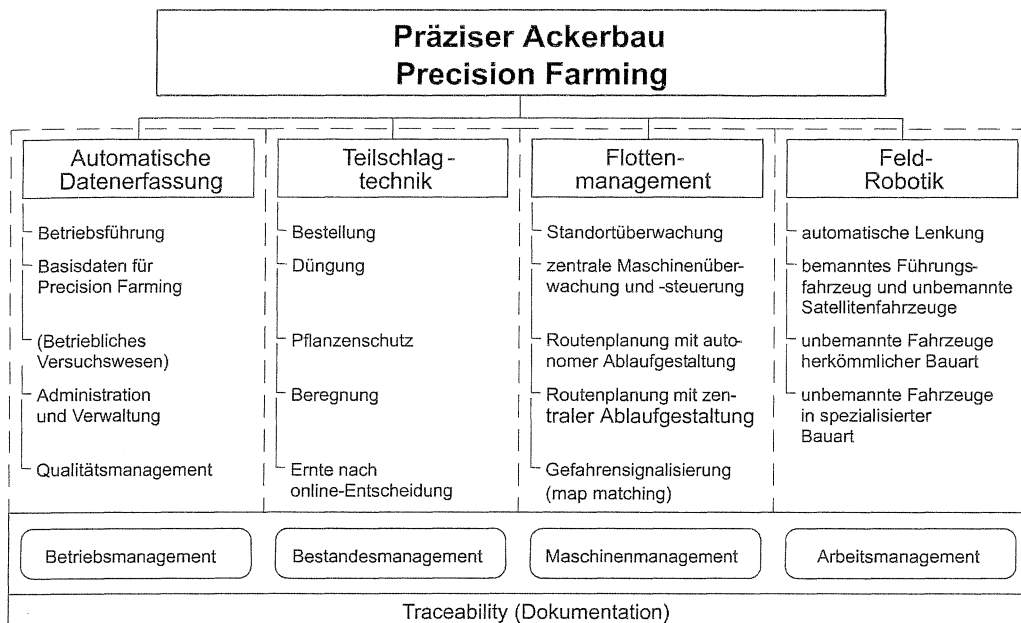 Präziser Ackerbau
Precision Farming
Automatische
Datenerfassung
Betriebsführung
Basisdaten für
Precision Farming
(Betriebliches
Versuchswesen)
Administration
und Verwaltung
Qualitätsmanagement
Teilschlag-
technik
Bestellung
Düngung
Pflanzenschutz
Beregnung
Ernte nach
online-Entscheidung
Flotten-
management
Standortüberwachung
zentrale Maschinenüber-
wachung und -steuerung
Routenplanung mit auto-
nomer Ablaufgestaltung
Routenplanung mit zen-
traler Ablaufgestaltung
Gefahrensignalisierung
(map matching)
Feld-
Robotik
automatische Lenkung
bemanntes Führungs-
fahrzeug und unbemannte
Satellitenfahrzeuge
unbemannte Fahrzeuge
herkömmlicher Bauart
unbemannte Fahrzeuge
in spezialisierter
Bauart
Betriebsmanagement
Bestandesmanagement
Maschinenmanagement
Arbeitsmanagement
Traceability (Dokumentation)